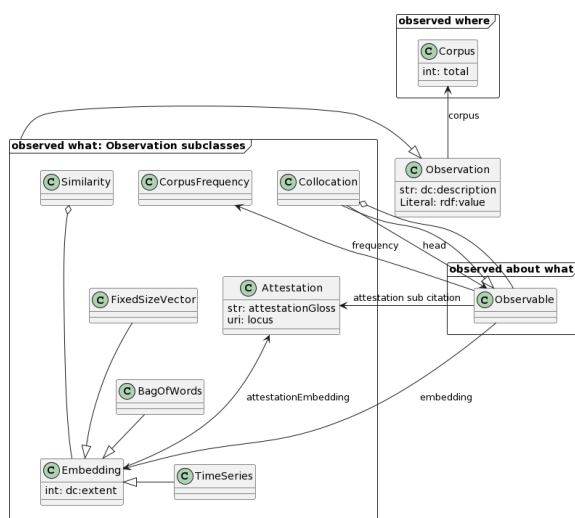 observed where
C Corpus
int: total
corpus
observed what: Observation subclasses
C Observation
str: dc:description
Literal: rdf:value
C Similarity
C CorpusFrequency
C Collocation
frequency
head
observed about what
C Attestation
str: attestationGloss
uri: locus
attestation sub citation
C Observable
C FixedSizeVector
C BagOfWords
attestationEmbedding
embedding
C Embedding
int: dc:extent
C TimeSeries